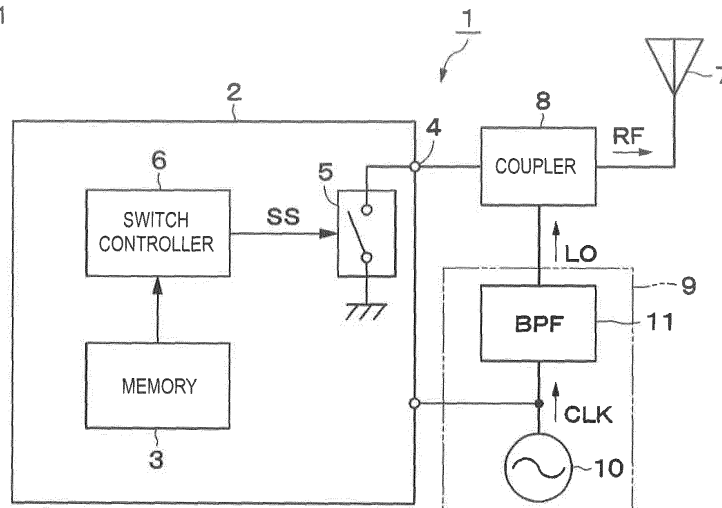 1
1
2
4
8
7
6
5
RF
COUPLER
SWITCH
CONTROLLER
SS
LO
9
BPF
11
MEMORY
CLK
3
10